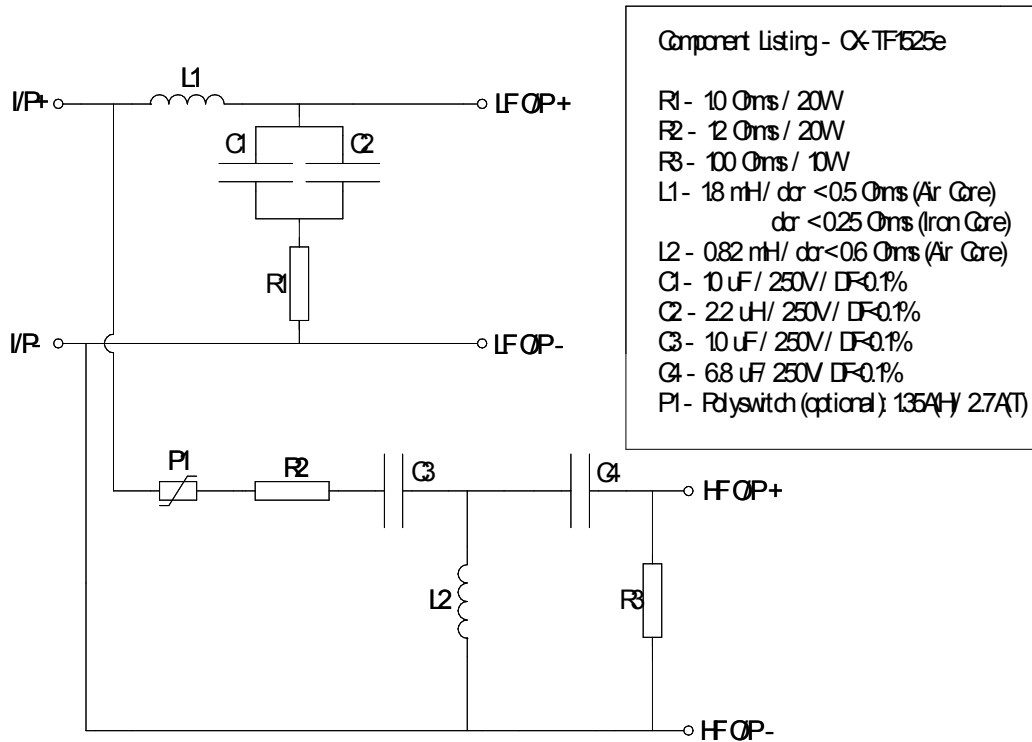 Component Listing - CX-TF1525e
R1 - 10 Ohms / 20W
R2 - 12 Ohms / 20W
R3 - 100 Ohms / 10W
L1 - 1.8 mH / dcr <0.5 Ohms (Air Core)
dcr <0.25 Ohms (Iron Core)
L2 - 0.82 mH / dcr<0.6 Ohms (Air Core)
C1 - 10 uF / 250V / DF<0.1%
C2 - 2.2 uH / 250V / DF<0.1%
C3 - 10 uF / 250V / DF<0.1%
C4 - 6.8 uF/ 250V/ DF<0.1%
P1 - Polyswitch (optional): 1.35A(H)/ 2.7A(T)
L1
I/P+
LF O/P+
C1
C2
R1
I/P-
LF O/P-
P1
R2
C3
C4
HF O/P+
L2
R3
HF O/P-